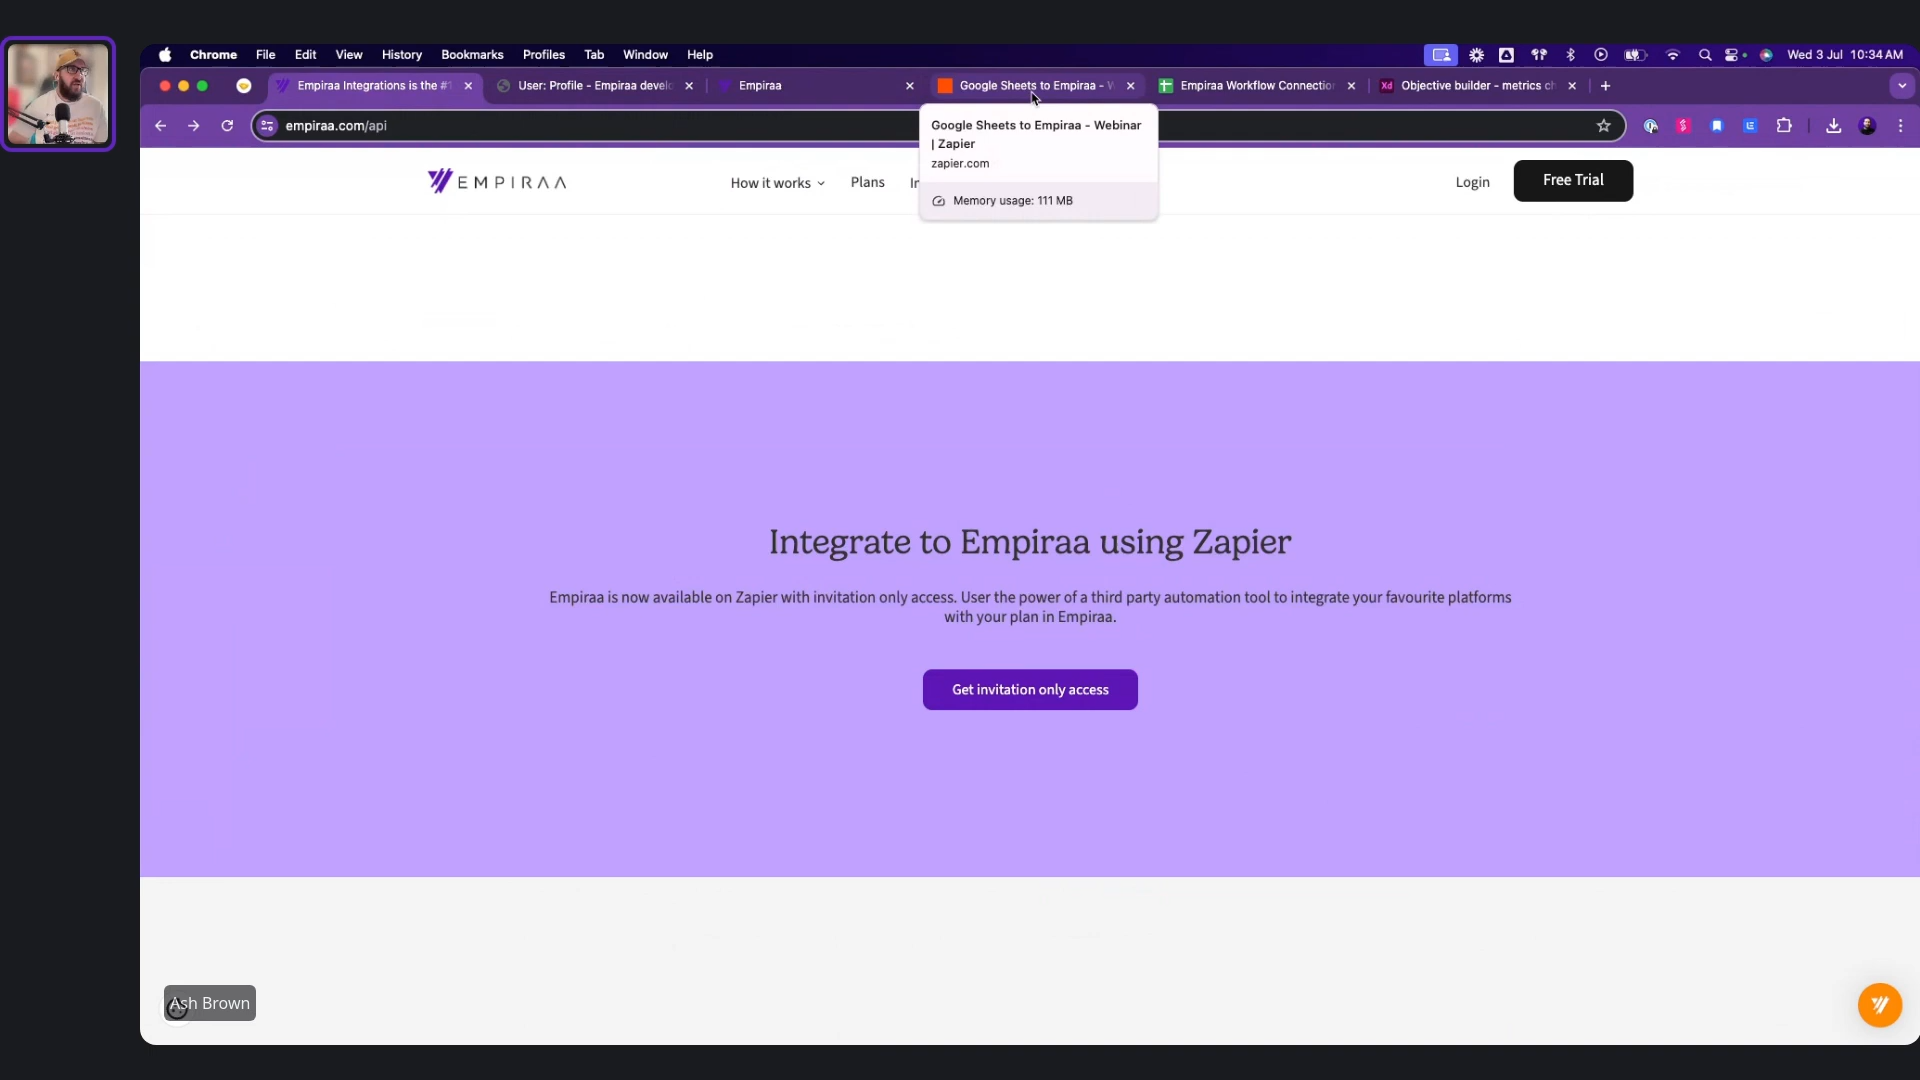 Chrome File Edit View History Bookmarks Profiles Tab Window Help
Wed 3 Jul 10:34 AM
Empiraa Integrations is the #1
User: Profile - Empiraa develo
Empiraa
Google Sheets to Empiraa - W
Empiraa Workflow Connection
Objective builder - metrics ch
empiraa.com/api
Google Sheets to Empiraa - Webinar
| Zapier
zapier.com
Memory usage: 111 MB
EMPIRAA
How it works
Plans
In
Login
Free Trial
Integrate to Empiraa using Zapier
Empiraa is now available on Zapier with invitation only access. User the power of a third party automation tool to integrate your favourite platforms
with your plan in Empiraa.
Get invitation only access
Ash Brown